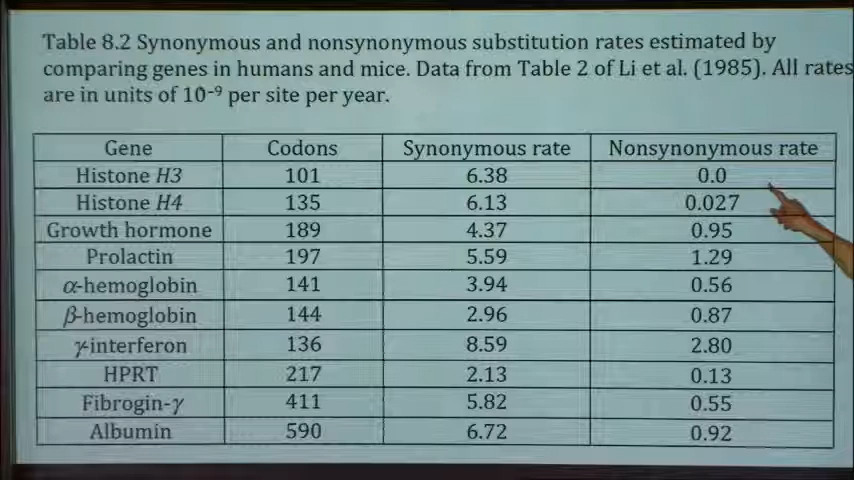 Table 8.2 Synonymous and nonsynonymous substitution rates estimated by
comparing genes in humans and mice. Data from Table 2 of Li et al. (1985). All rates
are in units of 10⁻⁹ per site per year.
Gene Codons Synonymous rate Nonsynonymous rate
Histone H3 101 6.38 0.0
Histone H4 135 6.13 0.027
Growth hormone 189 4.37 0.95
Prolactin 197 5.59 1.29
α-hemoglobin 141 3.94 0.56
β-hemoglobin 144 2.96 0.87
γ-interferon 136 8.59 2.80
HPRT 217 2.13 0.13
Fibrogin-γ 411 5.82 0.55
Albumin 590 6.72 0.92